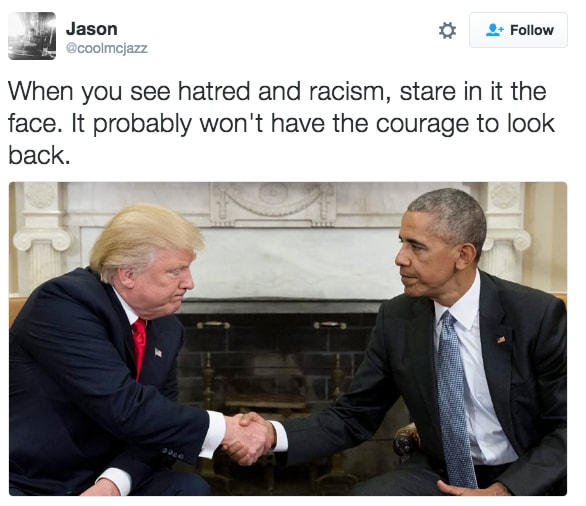 Jason
@coolmcjazz
Follow
When you see hatred and racism, stare in it the
face. It probably won't have the courage to look
back.